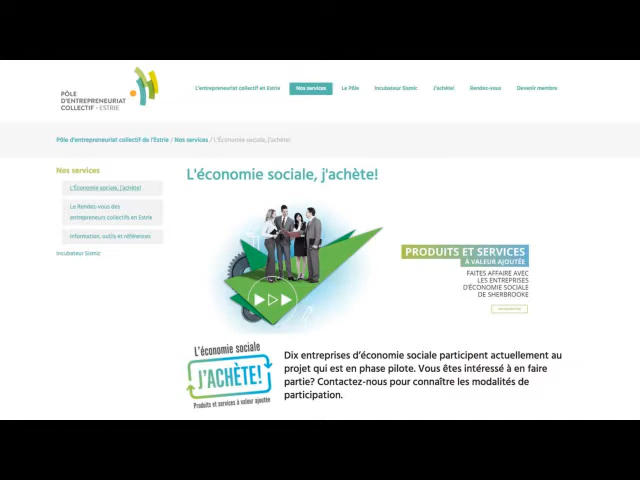 PÔLE
D'ENTREPRENEURIAT
COLLECTIF - ESTRIE
L'entrepreneuriat collectif en Estrie
Nos services
Le Pôle
Incubateur Sismic
J'achète!
Rendez-vous
Devenir membre
Pôle d'entrepreneuriat collectif de l'Estrie / Nos services / L'Économie sociale, j'achète!
Nos services
L'Économie sociale, j'achète!
Le Rendez-vous des
entrepreneurs collectifs en Estrie
Information, outils et références
Incubateur Sismic
L'économie sociale, j'achète!
PRODUITS ET SERVICES
À VALEUR AJOUTÉE
FAITES AFFAIRE AVEC
LES ENTREPRISES
D'ÉCONOMIE SOCIALE
DE SHERBROOKE
L'économie sociale
J'ACHÈTE!
Produits et services à valeur ajoutée
Dix entreprises d'économie sociale participent actuellement au
projet qui est en phase pilote. Vous êtes intéressé à en faire
partie? Contactez-nous pour connaître les modalités de
participation.